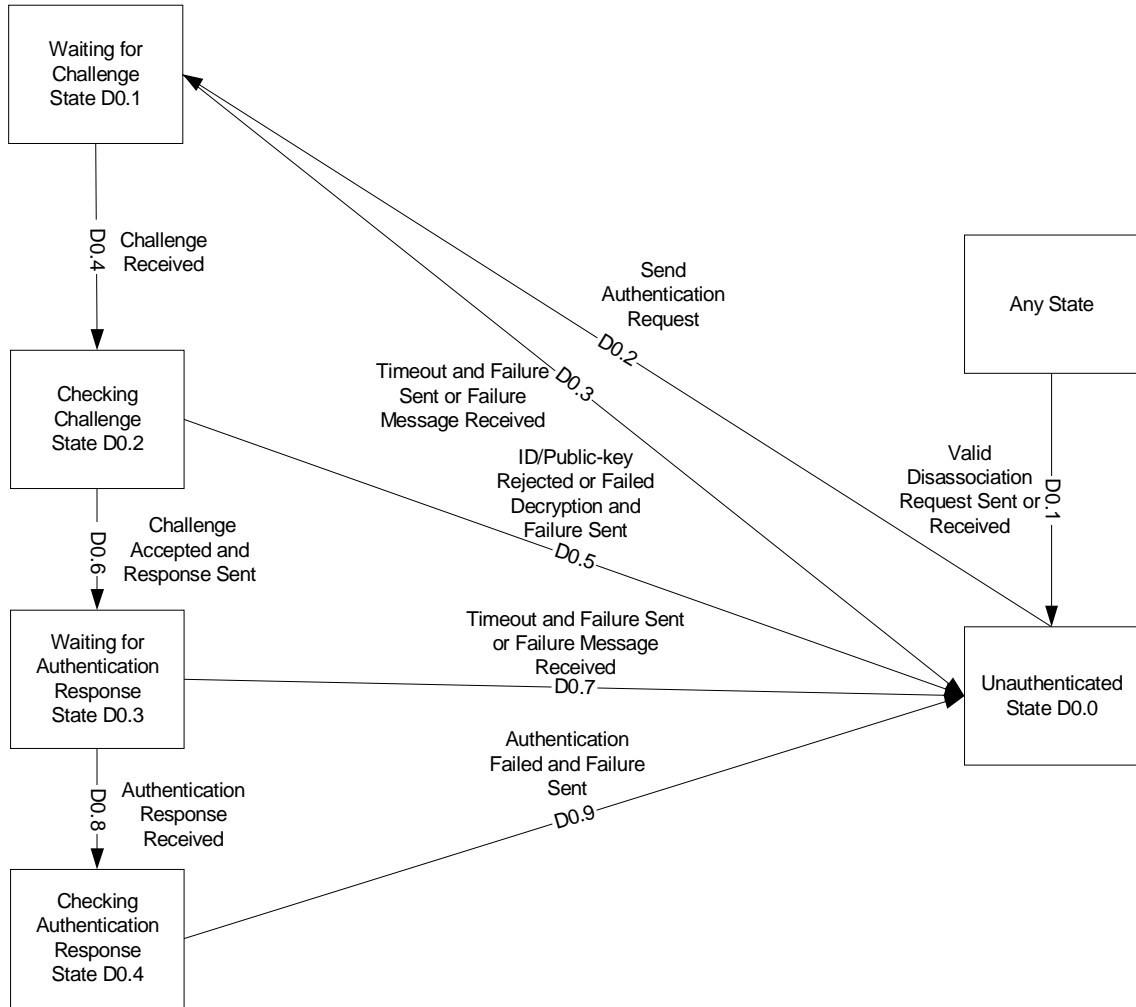 Waiting for
Challenge
State D0.1
D0.4
Challenge
Received
Send
Authentication
Request
D0.2
Any State
Timeout and Failure
Sent or Failure
Message Received
D0.3
Checking
Challenge
State D0.2
ID/Public-key
Rejected or Failed
Decryption and
Failure Sent
D0.5
Valid
Disassociation
Request Sent or
Received
D0.1
D0.6
Challenge
Accepted and
Response Sent
Waiting for
Authentication
Response
State D0.3
Timeout and Failure Sent
or Failure Message
Received
D0.7
Unauthenticated
State D0.0
D0.8
Authentication
Response
Received
Authentication
Failed and Failure
Sent
D0.9
Checking
Authentication
Response
State D0.4